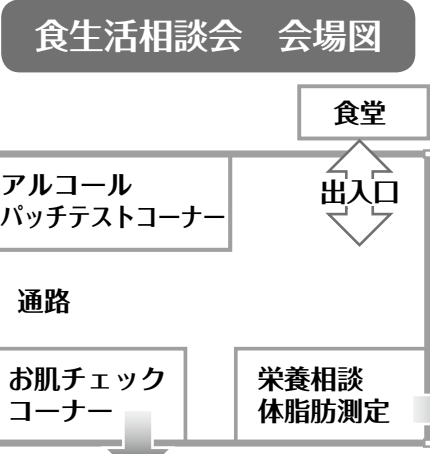 食生活相談会　会場図
食堂
アルコール
パッチテストコーナー
出入口
通路
お肌チェック
コーナー
栄養相談
体脂肪測定